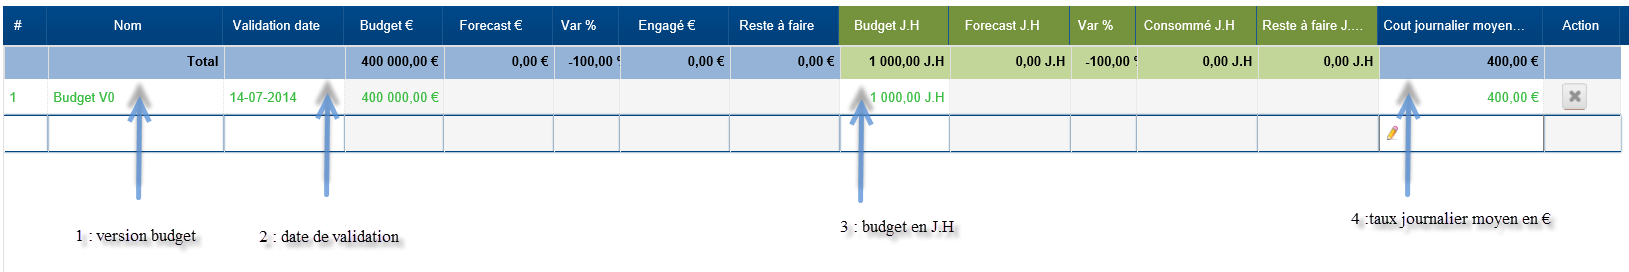 # Nom Validation date Budget € Forecast € Var % Engagé € Reste à faire Budget J.H Forecast J.H Var % Consommé J.H Reste à faire J.... Cout journalier moyen... Action
Total 400 000,00 € 0,00 € -100,00 % 0,00 € 0,00 € 1 000,00 J.H 0,00 J.H -100,00 % 0,00 J.H 0,00 J.H 400,00 €
1 Budget V0 14-07-2014 400 000,00 € 1 000,00 J.H 400,00 €
1 : version budget 2 : date de validation 3 : budget en J.H 4 :taux journalier moyen en €